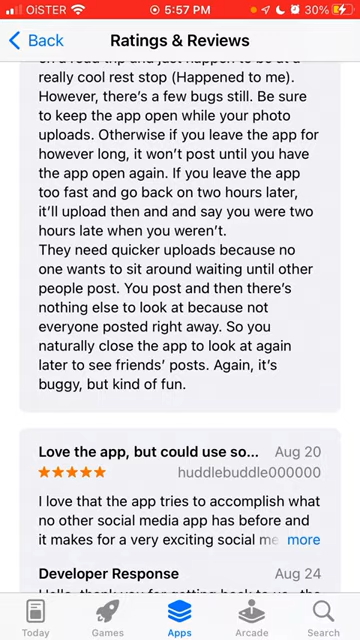 OiSTER
5:57 PM
30%
Back
Ratings & Reviews
on a road trip and just happen to be at a
really cool rest stop (Happened to me).
However, there's a few bugs still. Be sure
to keep the app open while your photo
uploads. Otherwise if you leave the app for
however long, it won't post until you have
the app open again. If you leave the app
too fast and go back on two hours later,
it'll upload then and and say you were two
hours late when you weren't.
They need quicker uploads because no
one wants to sit around waiting until other
people post. You post and then there's
nothing else to look at because not
everyone posted right away. So you
naturally close the app to look at again
later to see friends' posts. Again, it's
buggy, but kind of fun.
Love the app, but could use so... Aug 20
huddlebuddle000000
I love that the app tries to accomplish what
no other social media app has before and
it makes for a very exciting social me more
Developer Response Aug 24
Hello, thank you for getting back to us, the
Today Games Apps Arcade Search